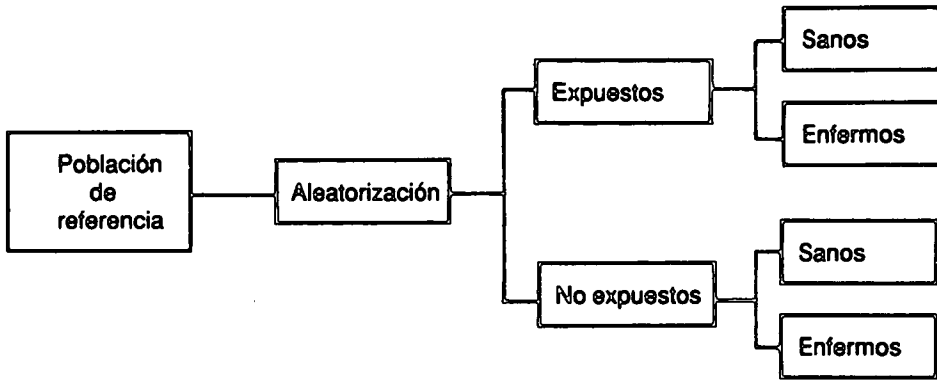 Población
de
referencia
Aleatorización
Expuestos
Sanos
Enfermos
No expuestos
Sanos
Enfermos